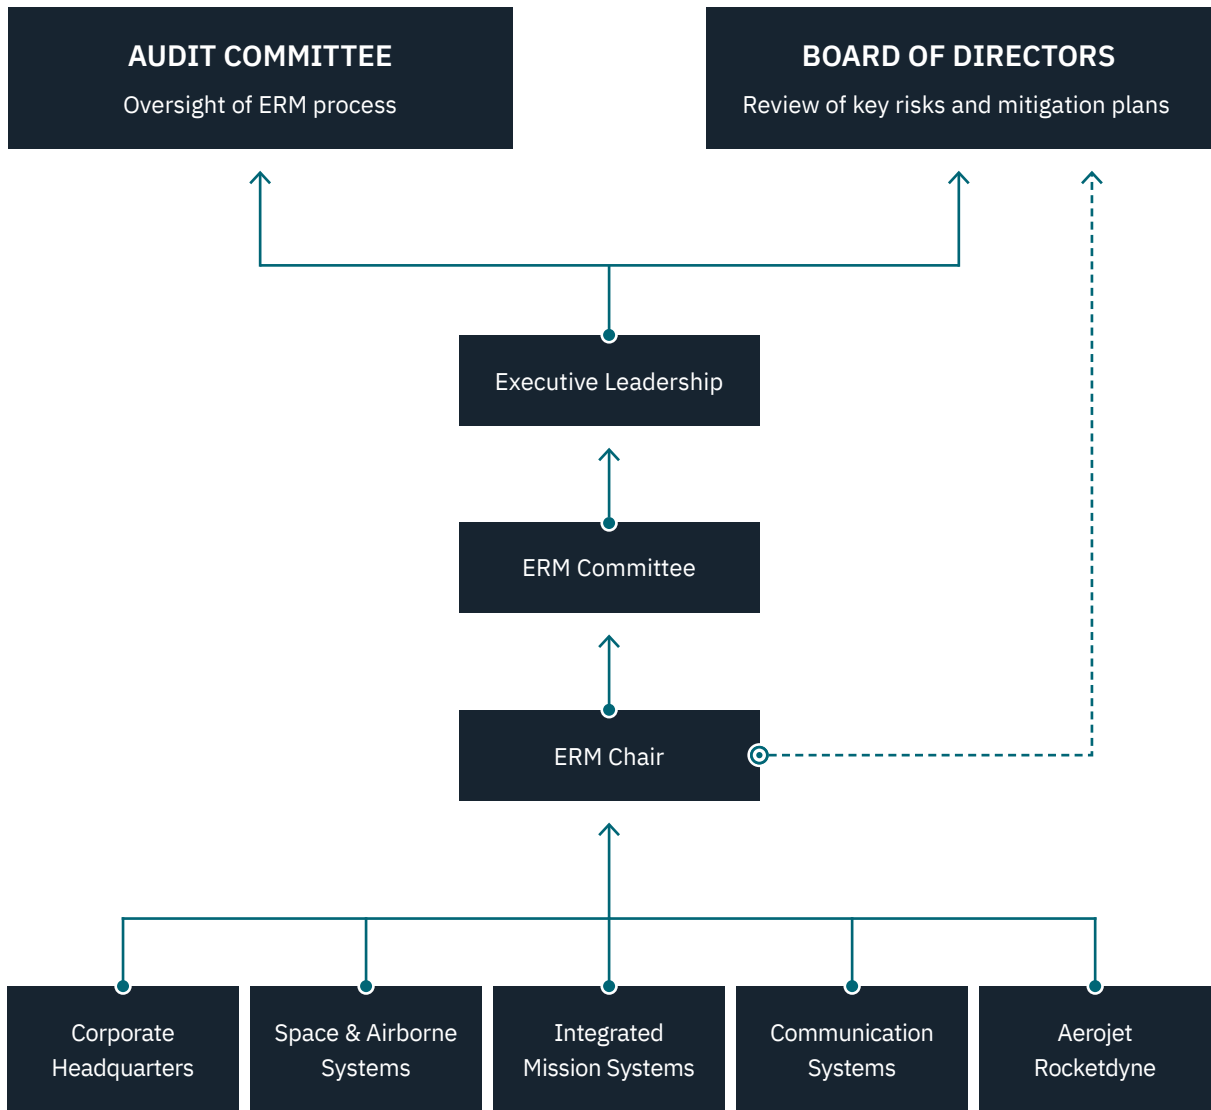 AUDIT COMMITTEE
Oversight of ERM process
BOARD OF DIRECTORS
Review of key risks and mitigation plans
Executive Leadership
ERM Committee
ERM Chair
Corporate
Headquarters
Space & Airborne
Systems
Integrated
Mission Systems
Communication
Systems
Aerojet
Rocketdyne